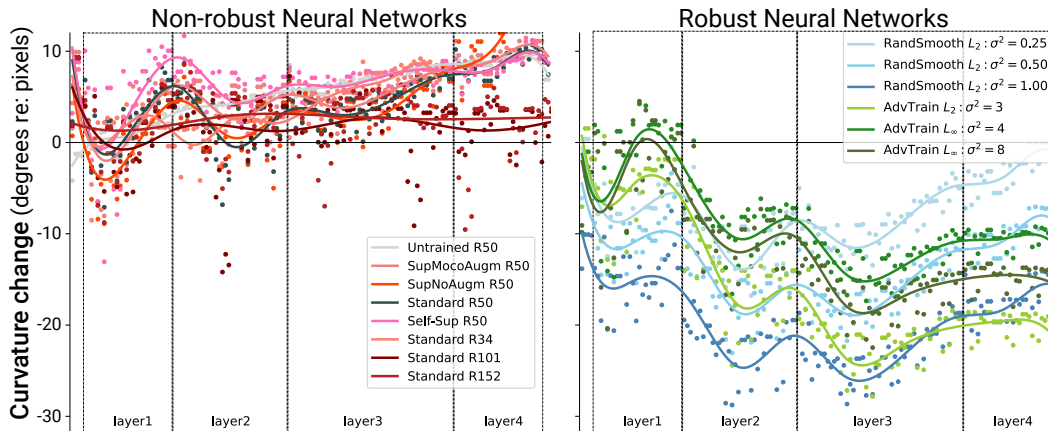 Non-robust Neural Networks
Robust Neural Networks
Curvature change (degrees re: pixels)
10
0
-10
-20
-30
Untrained R50
SupMocoAugm R50
SupNoAugm R50
Standard R50
Self-Sup R50
Standard R34
Standard R101
Standard R152
layer1
layer2
layer3
layer4
RandSmooth L₂ : σ² = 0.25
RandSmooth L₂ : σ² = 0.50
RandSmooth L₂ : σ² = 1.00
AdvTrain L₂ : σ² = 3
AdvTrain L∞ : σ² = 4
AdvTrain L∞ : σ² = 8
layer1
layer2
layer3
layer4